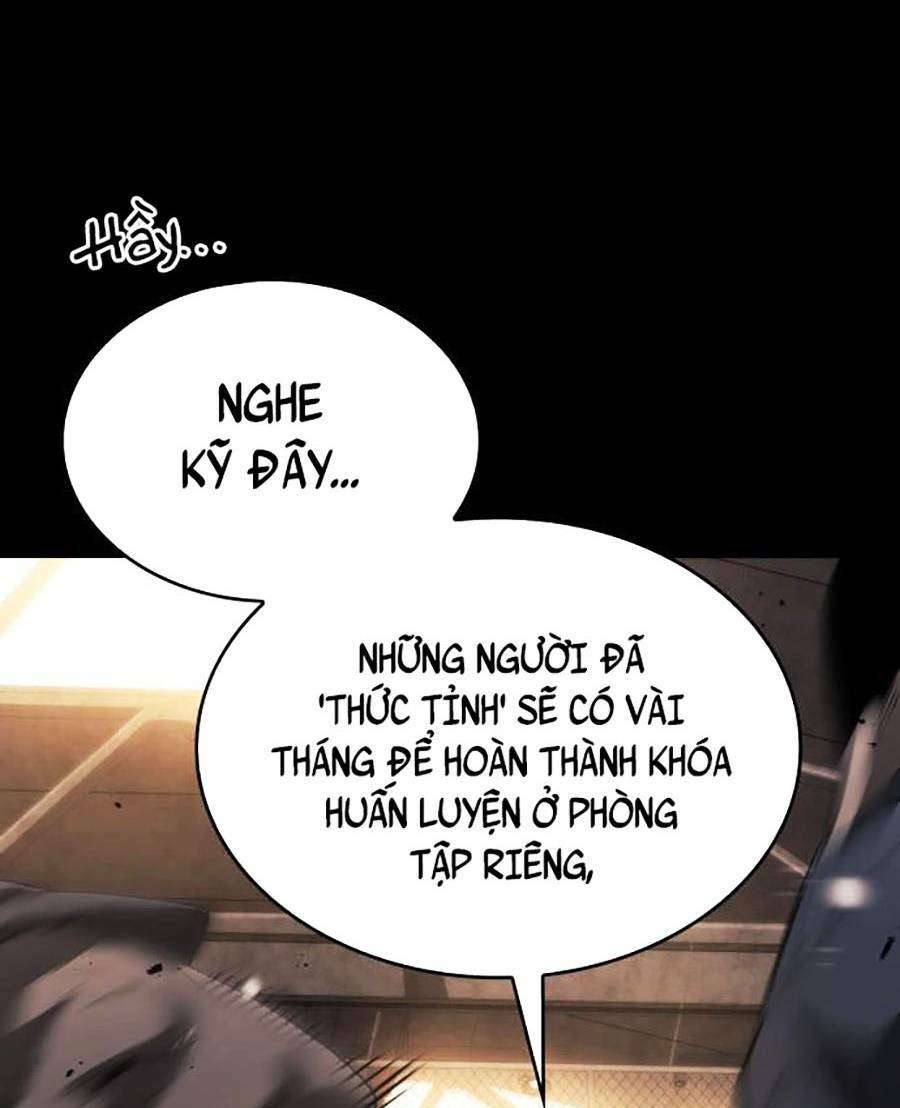 Hầy...
NGHE
KỸ ĐÂY...
NHỮNG NGƯỜI ĐÃ
'THỨC TỈNH' SẼ CÓ VÀI
THÁNG ĐỂ HOÀN THÀNH KHÓA
HUẤN LUYỆN Ở PHÒNG
TẬP RIÊNG,